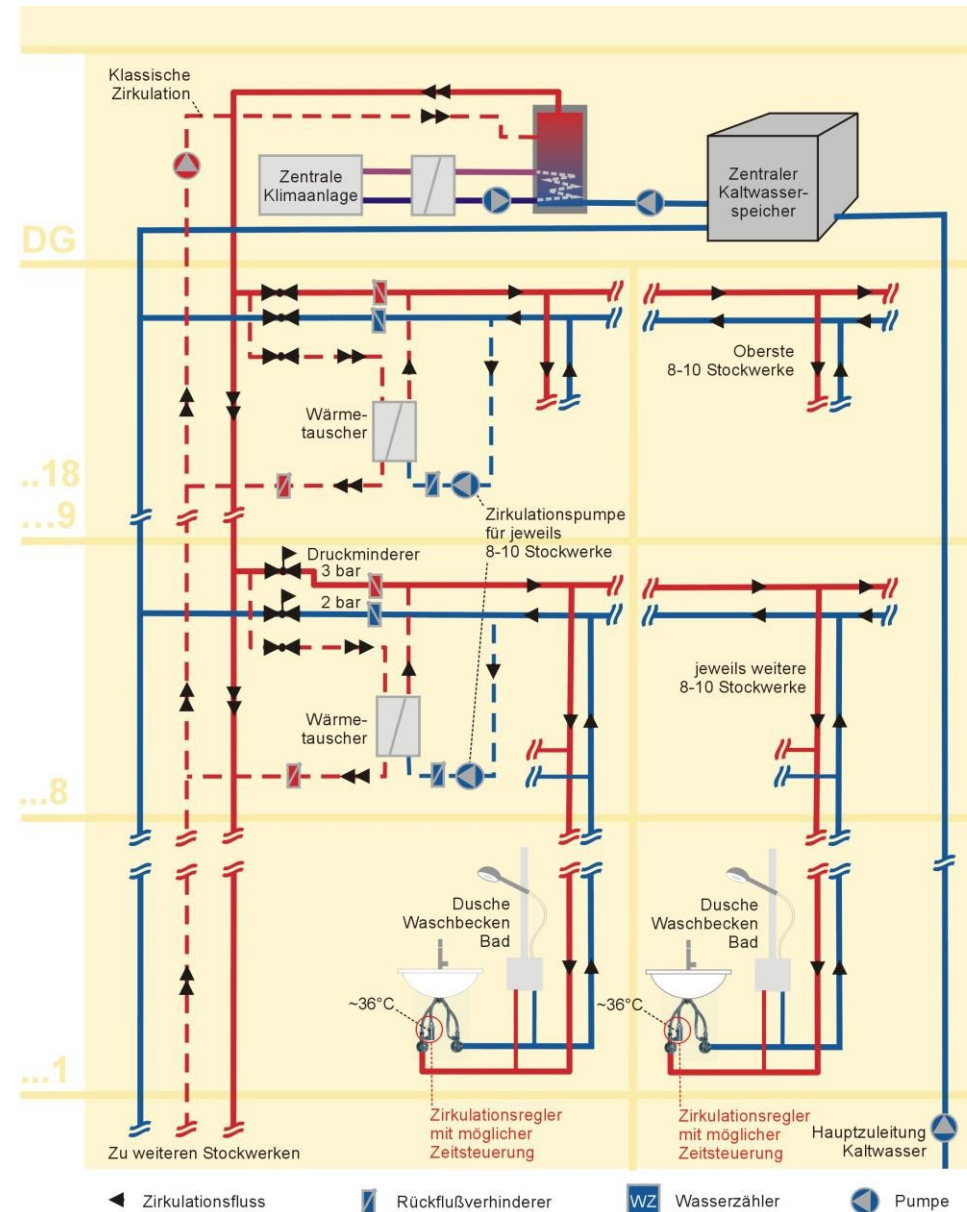 Klassische
Zirkulation
Zentrale
Klimaanlage
Zentraler
Kaltwasser-
speicher
DG
Oberste
8-10 Stockwerke
Wärme-
tauscher
..18
...9
Zirkulationspumpe
für jeweils
8-10 Stockwerke
Druckminderer
3 bar
2 bar
jeweils weitere
8-10 Stockwerke
Wärme-
tauscher
...8
Dusche
Waschbecken
Bad
~36°C
Dusche
Waschbecken
Bad
~36°C
...1
Zirkulationsregler
mit möglicher
Zeitsteuerung
Zirkulationsregler
mit möglicher
Zeitsteuerung
Hauptzuleitung
Kaltwasser
Zu weiteren Stockwerken
Zirkulationsfluss
Rückflußverhinderer
WZ Wasserzähler
Pumpe